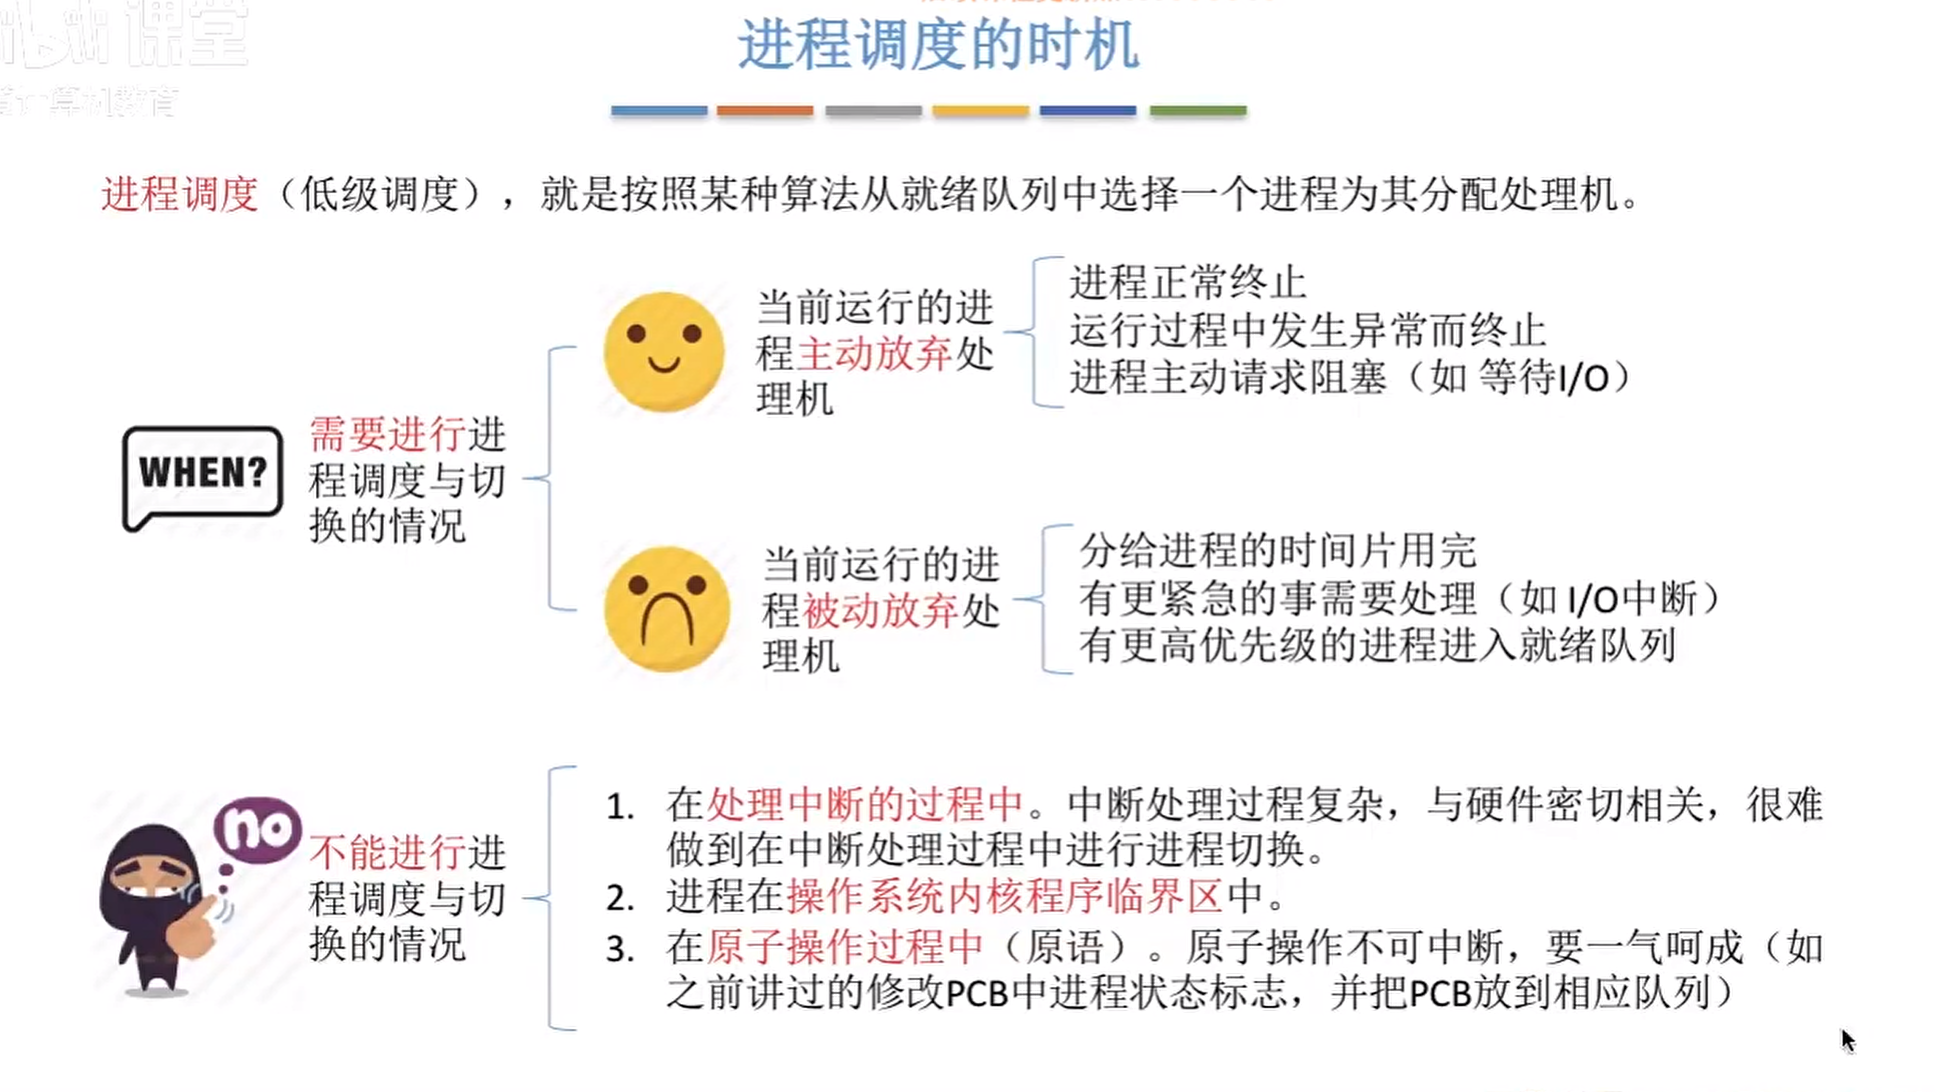 课堂
计算机教育
进程调度的时机
进程调度（低级调度），就是按照某种算法从就绪队列中选择一个进程为其分配处理机。
WHEN?
需要进行进
程调度与切
换的情况
当前运行的进
程主动放弃处
理机
进程正常终止
运行过程中发生异常而终止
进程主动请求阻塞（如 等待I/O）
当前运行的进
程被动放弃处
理机
分给进程的时间片用完
有更紧急的事需要处理（如 I/O中断）
有更高优先级的进程进入就绪队列
no
不能进行进
程调度与切
换的情况
1. 在处理中断的过程中。中断处理过程复杂，与硬件密切相关，很难
做到在中断处理过程中进行进程切换。
2. 进程在操作系统内核程序临界区中。
3. 在原子操作过程中（原语）。原子操作不可中断，要一气呵成（如
之前讲过的修改PCB中进程状态标志，并把PCB放到相应队列）